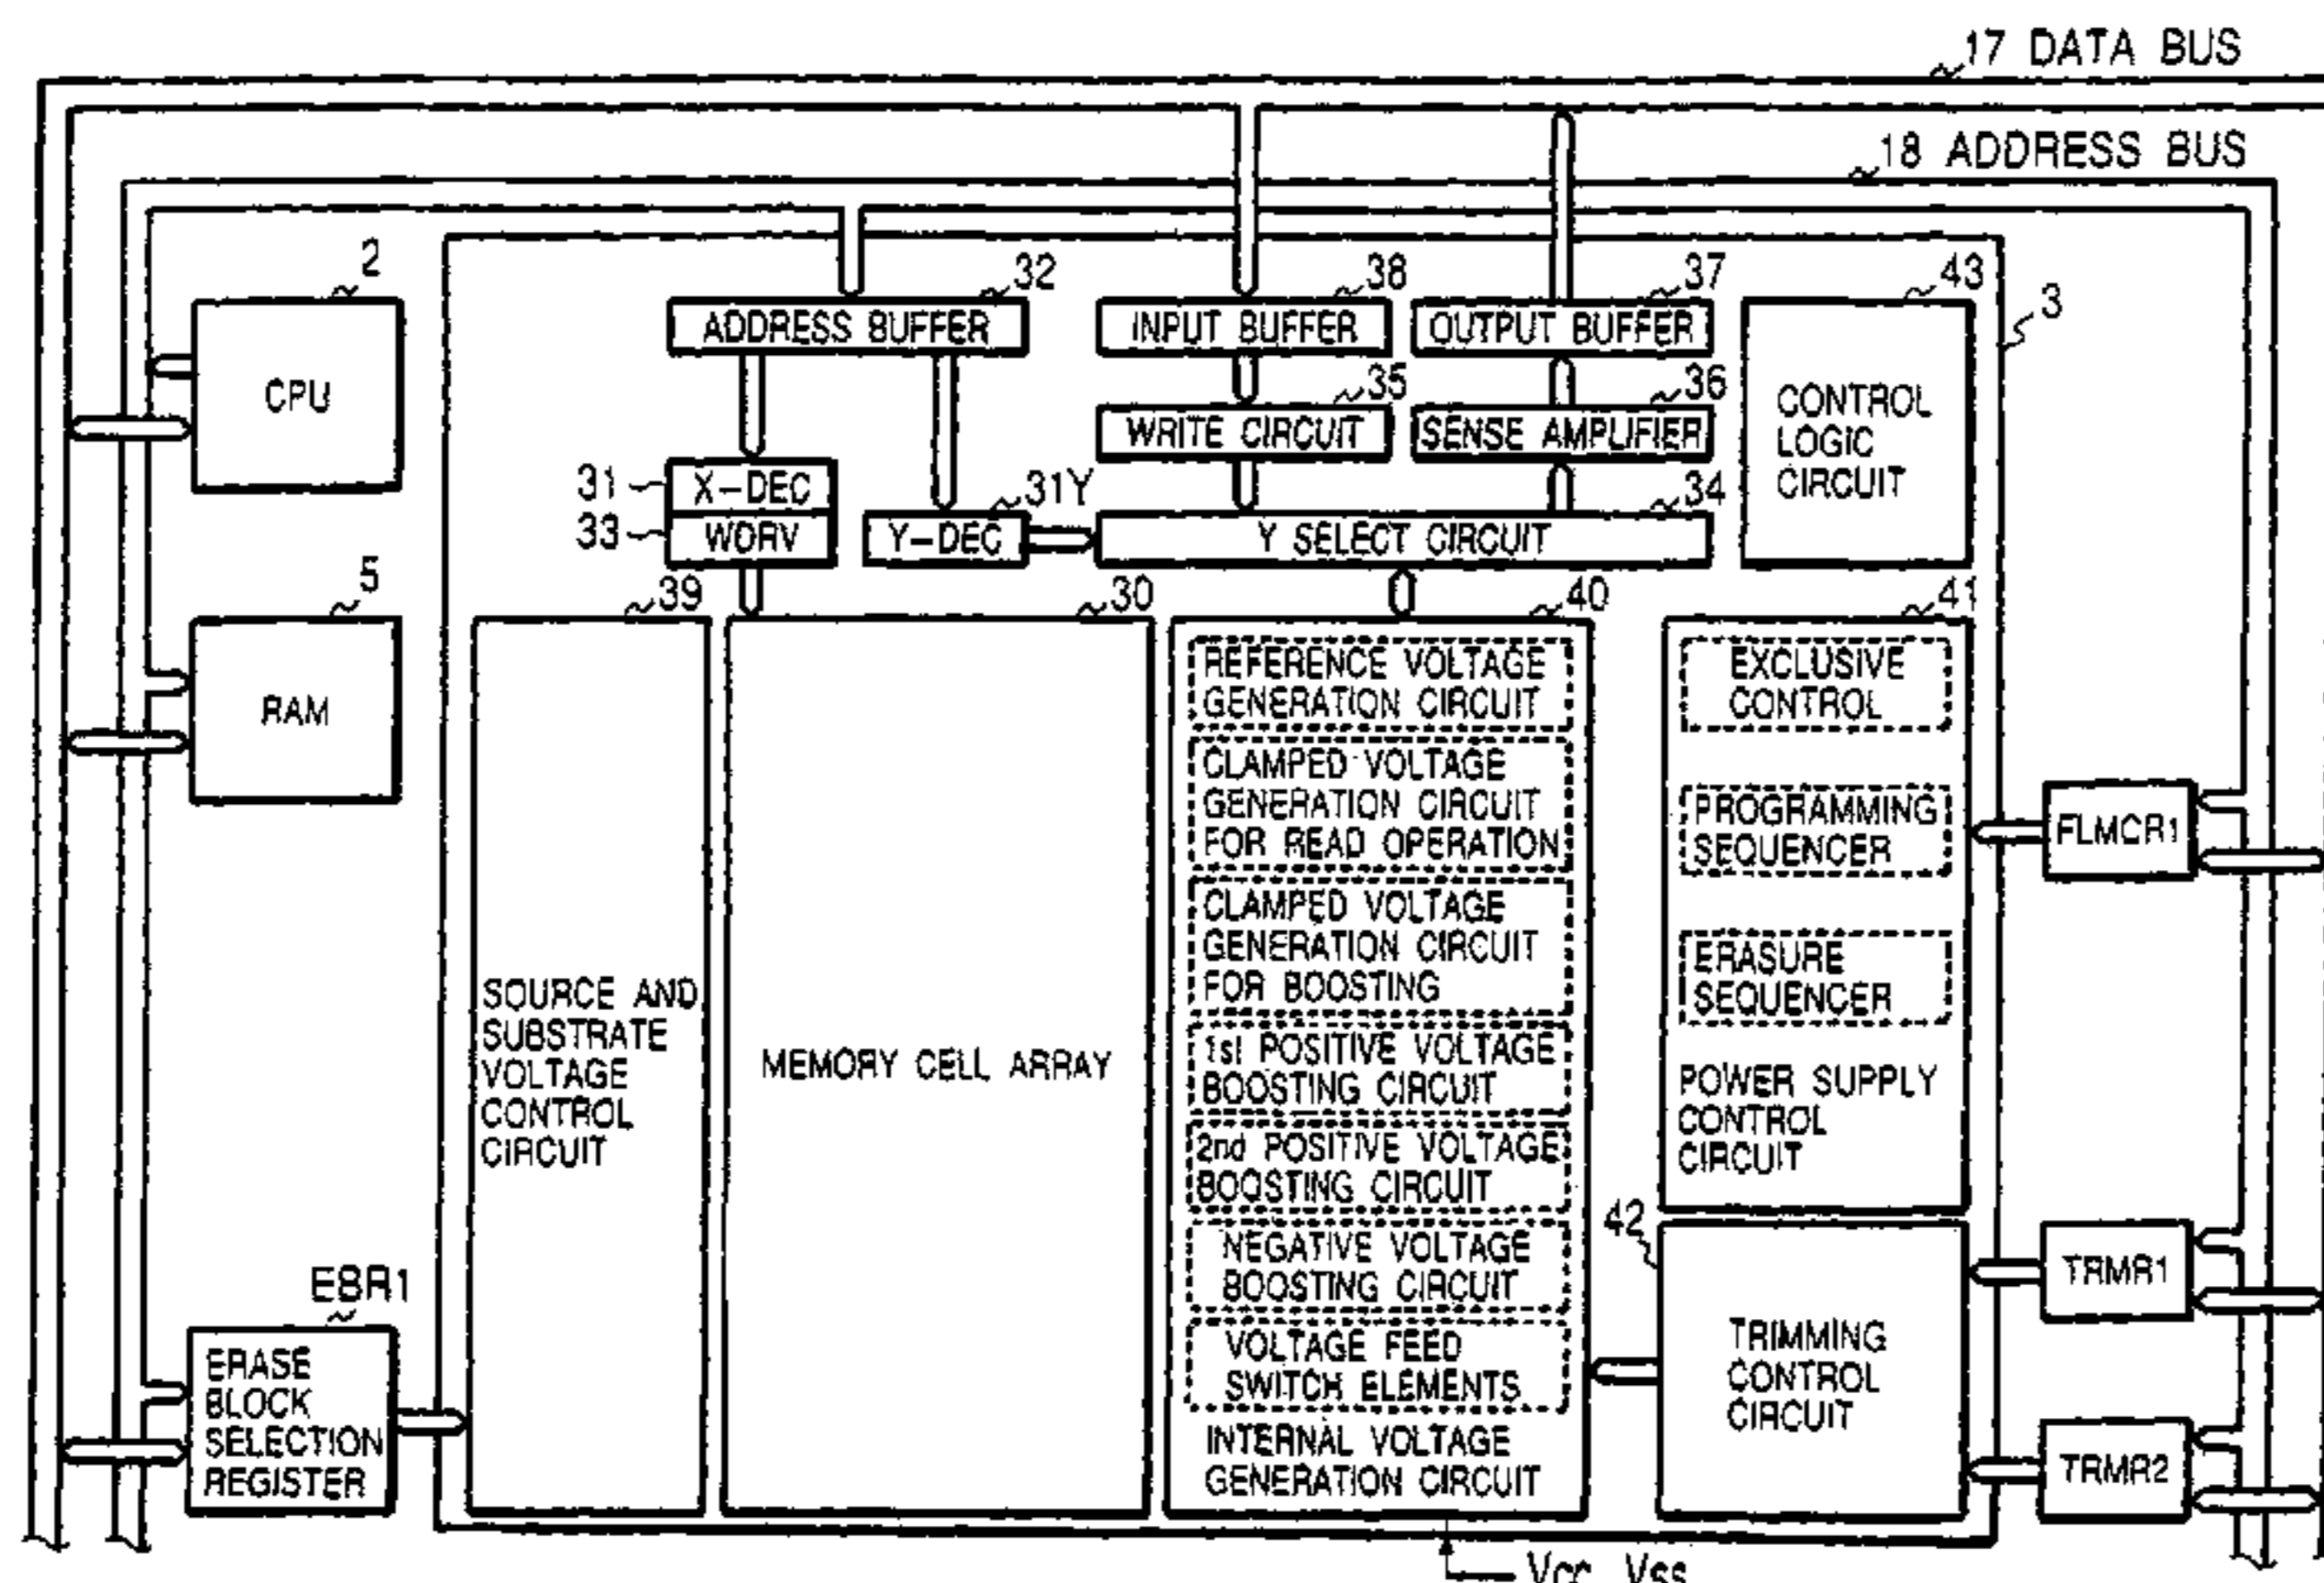 17 DATA BUS
18 ADDRESS BUS
2
CPU
32
ADDRESS BUFFER
38
INPUT BUFFER
37
OUTPUT BUFFER
43
CONTROL
LOGIC
CIRCUIT
3
35
WRITE CIRCUIT
36
SENSE AMPLIFIER
31
X-DEC
33
WDRV
31Y
Y-DEC
34
Y SELECT CIRCUIT
5
RAM
39
SOURCE AND
SUBSTRATE
VOLTAGE
CONTROL
CIRCUIT
30
MEMORY CELL ARRAY
40
REFERENCE VOLTAGE
GENERATION CIRCUIT
CLAMPED VOLTAGE
GENERATION CIRCUIT
FOR READ OPERATION
CLAMPED VOLTAGE
GENERATION CIRCUIT
FOR BOOSTING
1st POSITIVE VOLTAGE
BOOSTING CIRCUIT
2nd POSITIVE VOLTAGE
BOOSTING CIRCUIT
NEGATIVE VOLTAGE
BOOSTING CIRCUIT
VOLTAGE FEED
SWITCH ELEMENTS
INTERNAL VOLTAGE
GENERATION CIRCUIT
41
EXCLUSIVE
CONTROL
PROGRAMMING
SEQUENCER
ERASURE
SEQUENCER
POWER SUPPLY
CONTROL
CIRCUIT
FLMCR1
42
TRIMMING
CONTROL
CIRCUIT
TRMR1
TRMR2
EBR1
ERASE
BLOCK
SELECTION
REGISTER
Vcc, Vss